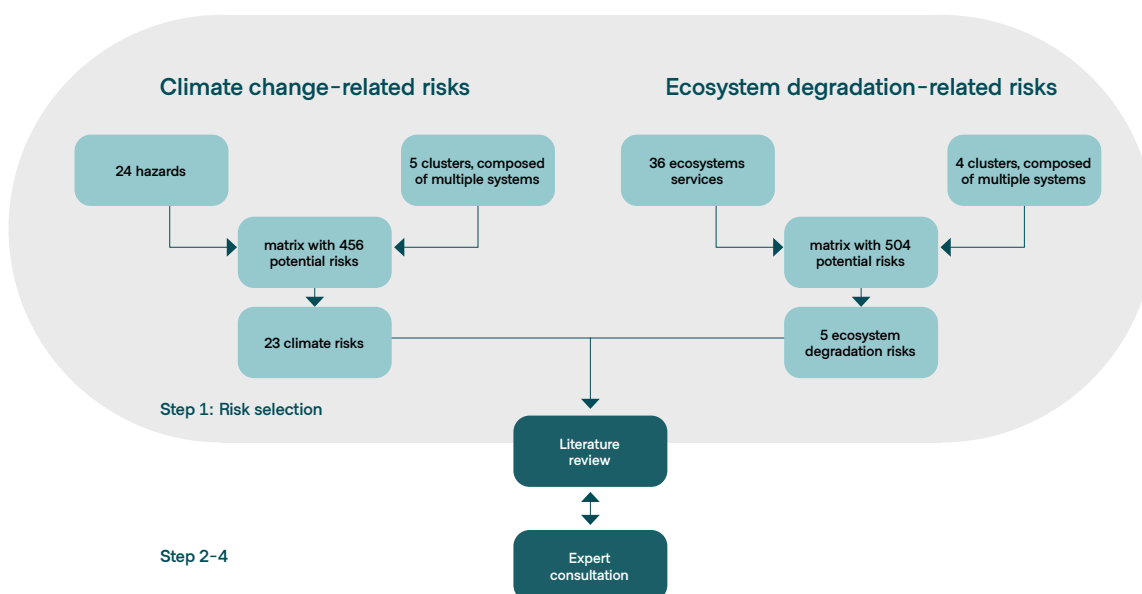 Climate change-related risks
Ecosystem degradation-related risks
24 hazards
5 clusters, composed
of multiple systems
36 ecosystems
services
4 clusters, composed
of multiple systems
matrix with 456
potential risks
matrix with 504
potential risks
23 climate risks
5 ecosystem
degradation risks
Step 1: Risk selection
Literature
review
Step 2-4
Expert
consultation